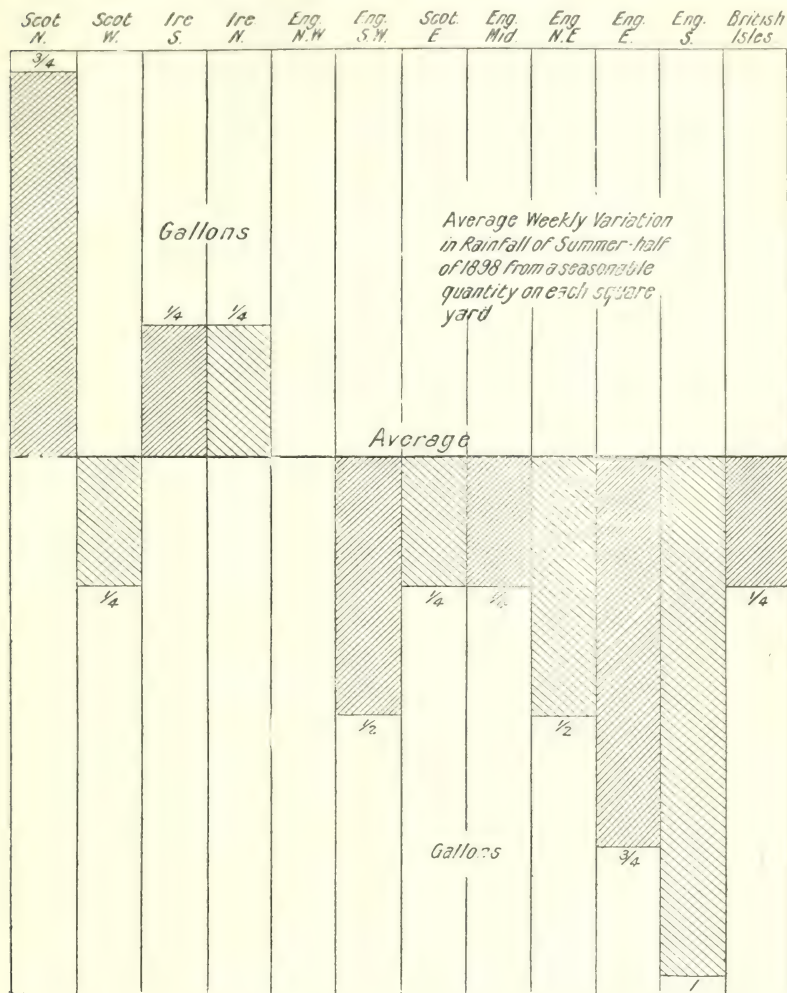 Scot Scot Ire Ire Eng. Eng. Scot. Eng. Eng Eng. Eng. British
N. W. S. N. N.W S.W. E Mid. N.E E. S. Isles
3/4
Gallons
Average Weekly Variation
in Rainfall of Summer-half
of 1898 from a seasonable
quantity on each square
yard
1/4 1/4
Average
1/4 1/4 1/4
1/2 1/2
Gallons
3/4
1